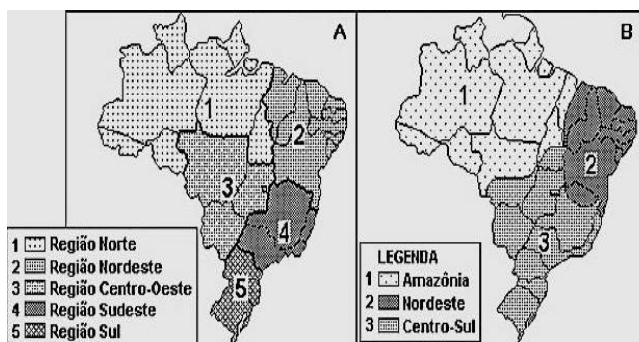 A
1
2
3
4
5
1 Região Norte
2 Região Nordeste
3 Região Centro-Oeste
4 Região Sudeste
5 Região Sul
B
1
2
3
LEGENDA
1 Amazônia
2 Nordeste
3 Centro-Sul